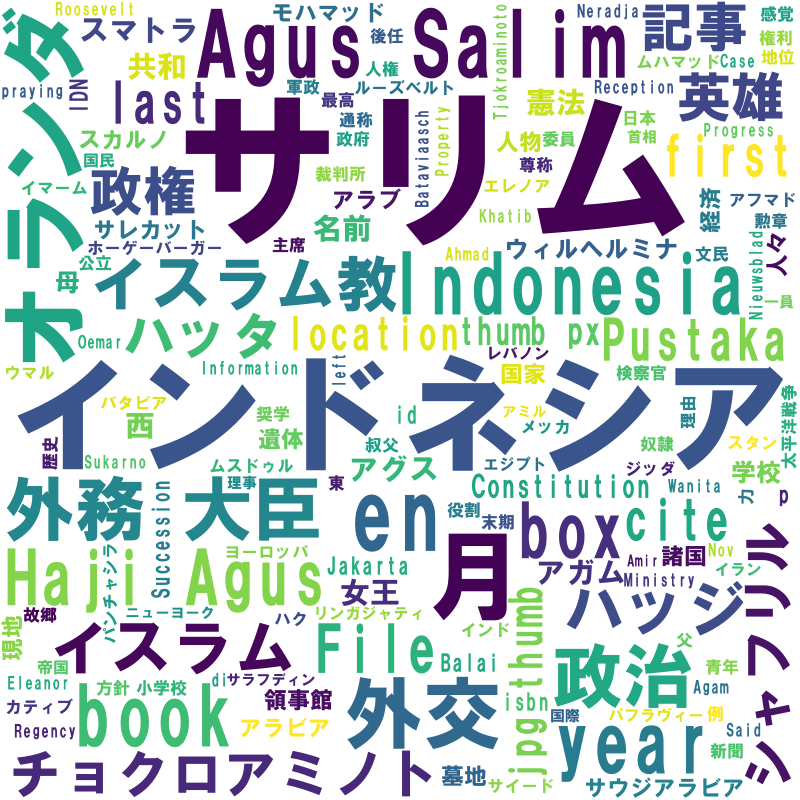 Roosevelt
モハマッド
Neradja
感覚
スマトラ
後任
記事
権利
Agus Salim
ムハマッド
Case
地位
オランダ
praying
IDN
共和
人権
Tjokroaminoto
Reception
last
軍政
ルーズベルト
憲法
英雄
最高
スカルノ
通称
Bataviaasch
Property
人物
委員
日本
首相
Progress
国民
政府
尊称
first
サリム
イマーム
政権
裁判所
アラブ
エレノア
経済
アフマド
サレカット
名前
Khatib
勲章
ホーゲーバーガー
主席
Ahmad
ウィルヘルミナ
文民
人々
母
公立
イスラム教
Indonesia
Nieuwsblad
一員
Oemar
ハッタ
location
thumb
px
Pustaka
ウマル
Information
left
レバノン
国家
検察官
インドネシア
バタビア
奨学
id
アミル
メッカ
理由
太平洋戦争
西
遺体
叔父
奴隷
スタン
歴史
Sukarno
ムスドゥル
アグス
エジプト
ジッダ
学校
外務
大臣
理事
東
en
Constitution
Wanita
カ
g
Succession
役割
末期
box
cite
Haji Agus
ヨーロッパ
Jakarta
月
Amir
諸国
Nov
バンチャシラ
女王
アガム
Ministry
イラン
故郷
ニューヨーク
リンガジャティ
ハッジ
シャフリル
現地
イスラム
ハク
File
インド
jpg
thumb
父
帝国
di
サラフディン
Balai
政治
青年
Eleanor
方針
小学校
isbn
Agam
カティブ
book
領事館
外交
国際
パフラヴィー
例
Regency
アラビア
year
Said
新聞
チョクロアミノト
墓地
サイード
サウジアラビア